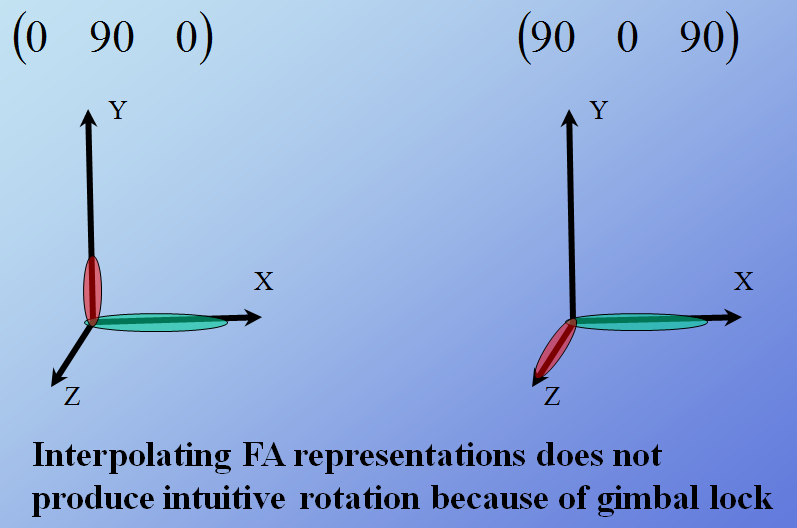 (0 90 0)
(90 0 90)
Y
Y
X
X
Z
Z
Interpolating FA representations does not
produce intuitive rotation because of gimbal lock